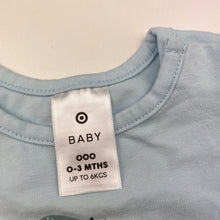 BABY
000
0-3 MTHS
UP TO 6KGS